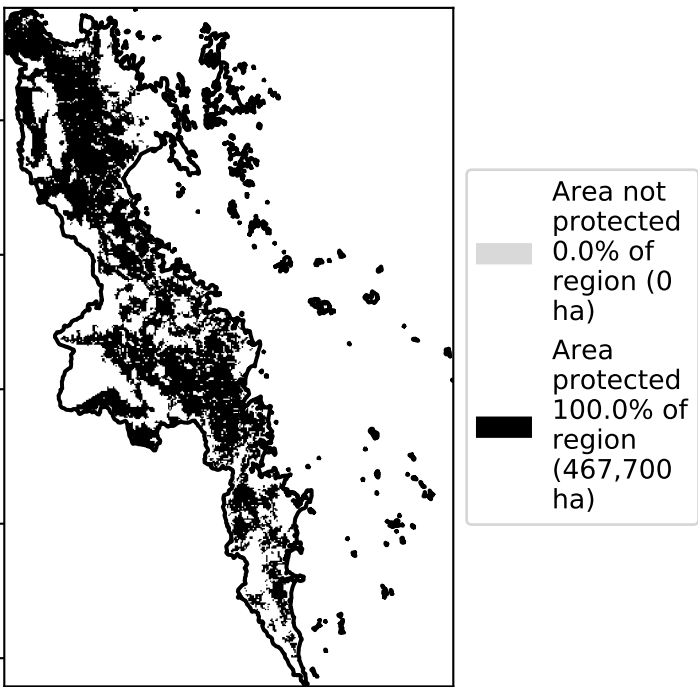 Area not
protected
0.0% of
region (0
ha)
Area
protected
100.0% of
region
(467,700
ha)